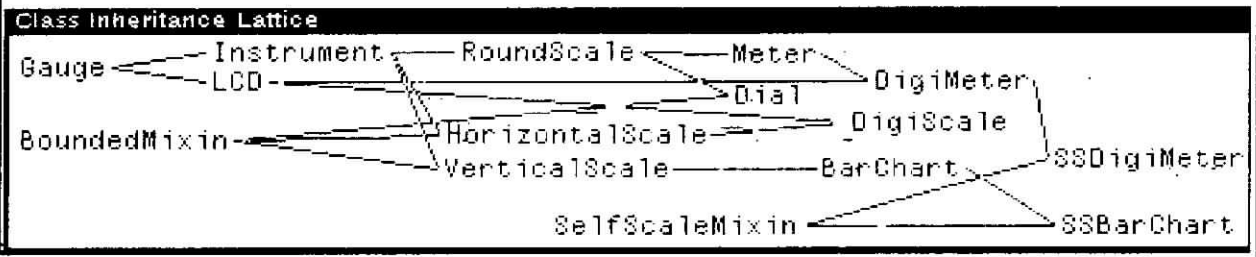 Class Inheritance Lattice
Gauge
Instrument
RoundScale
Meter
LCD
DigiMeter
Dial
BoundedMixin
HorizontalScale
DigiScale
VerticalScale
BarChart
SSDigiMeter
SelfScaleMixin
SSBarChart